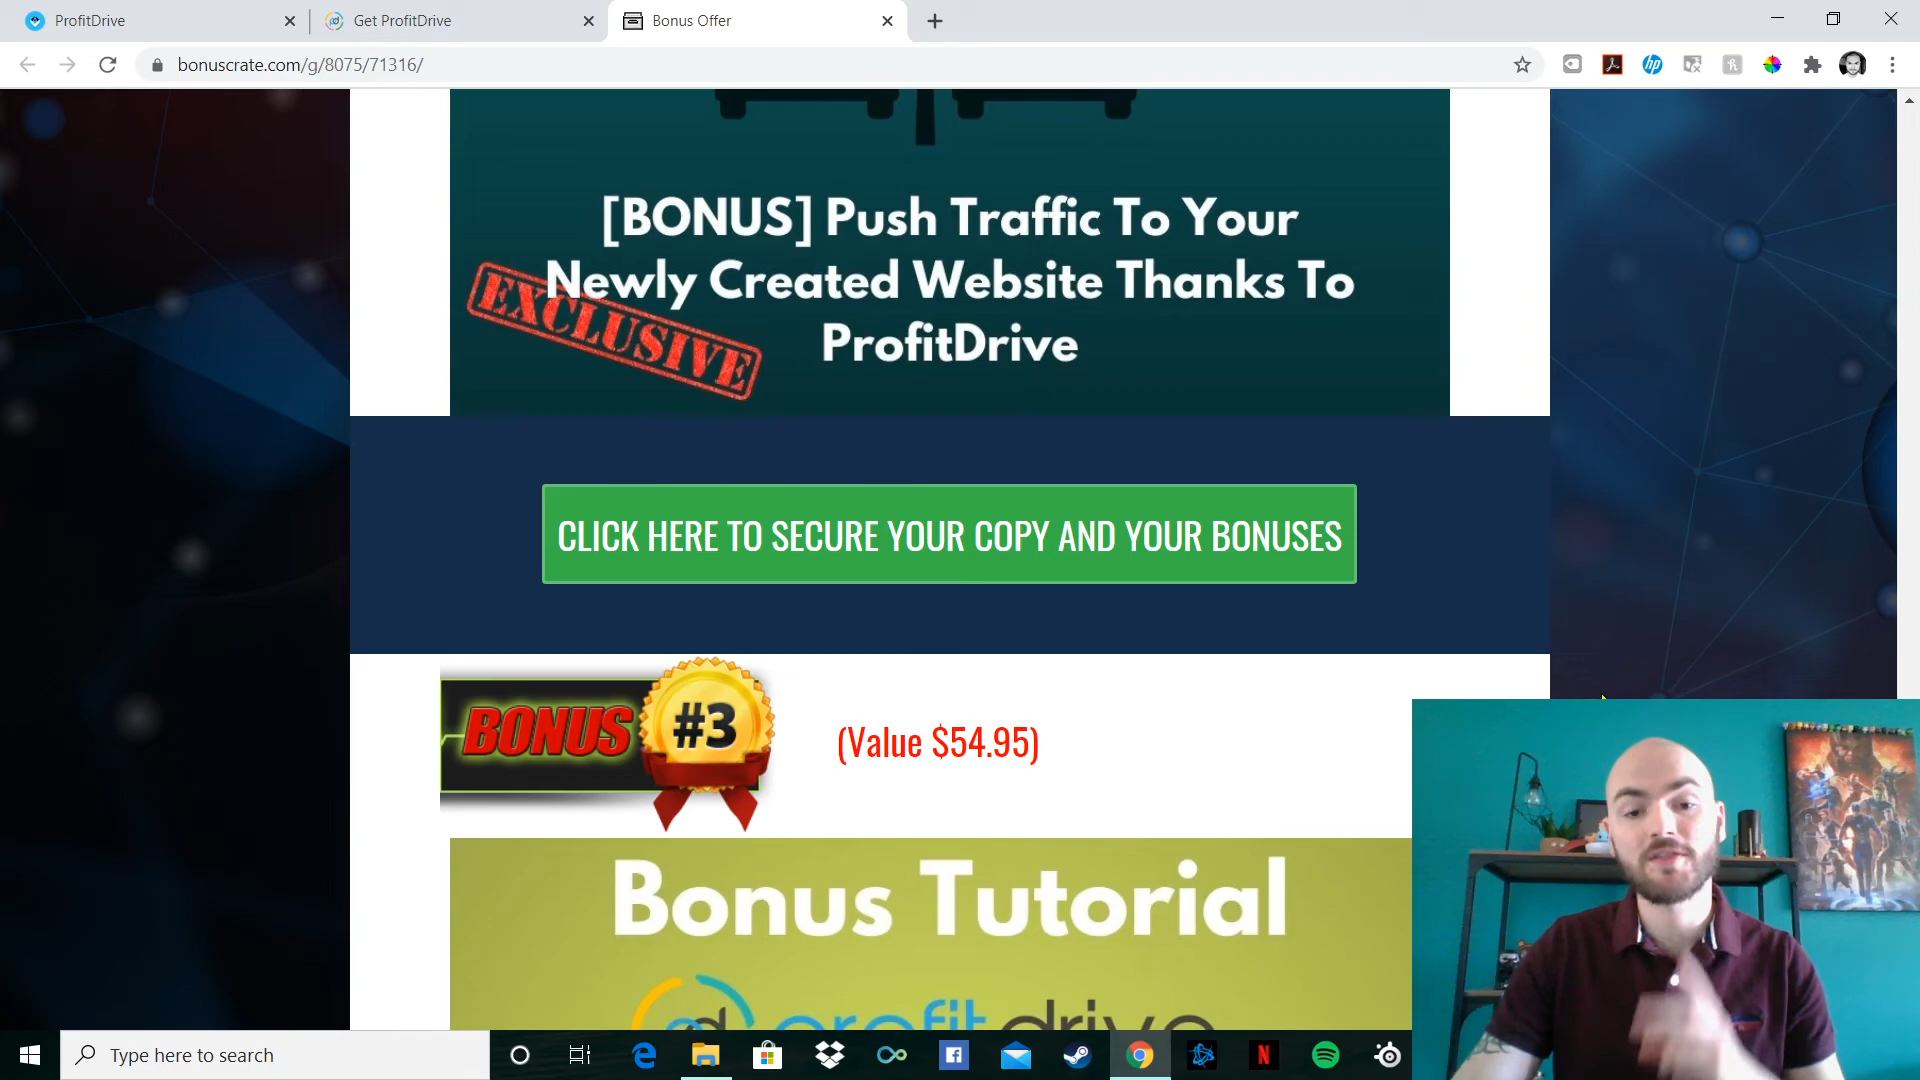 ProfitDrive
Get ProfitDrive
Bonus Offer
bonuscrate.com/g/8075/71316/
[BONUS] Push Traffic To Your
Newly Created Website Thanks To
ProfitDrive
EXCLUSIVE
CLICK HERE TO SECURE YOUR COPY AND YOUR BONUSES
BONUS #3
(Value $54.95)
Bonus Tutorial
profitdrive
Type here to search